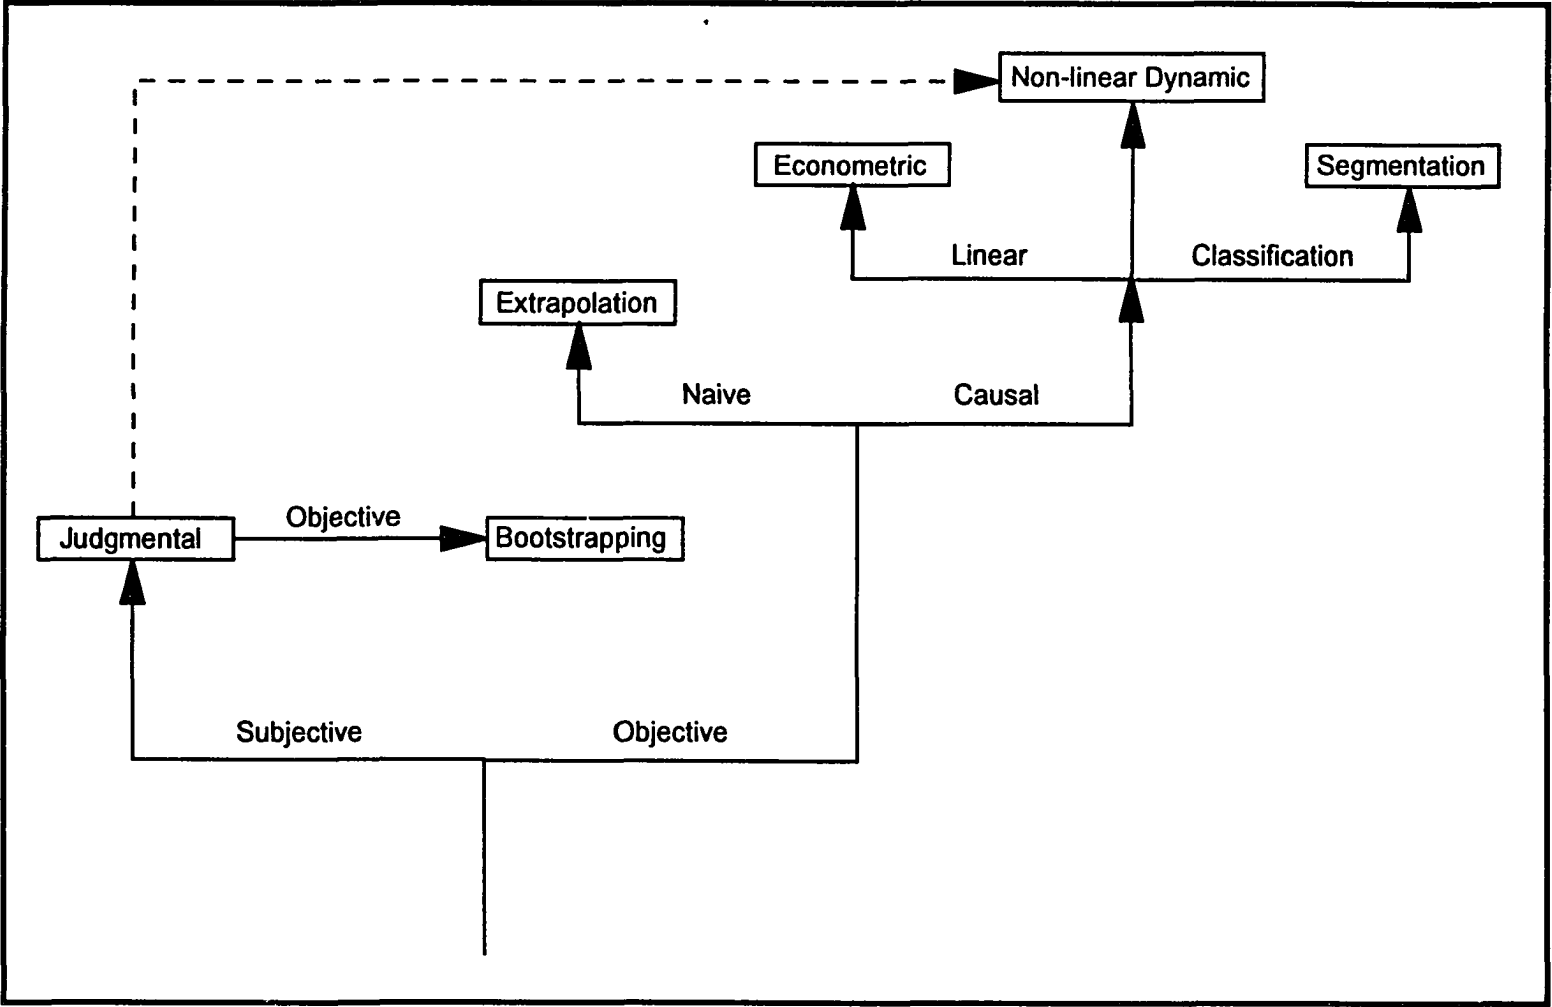 Non-linear Dynamic
Econometric
Segmentation
Linear
Classification
Extrapolation
Naive
Causal
Objective
Judgmental
Bootstrapping
Subjective
Objective